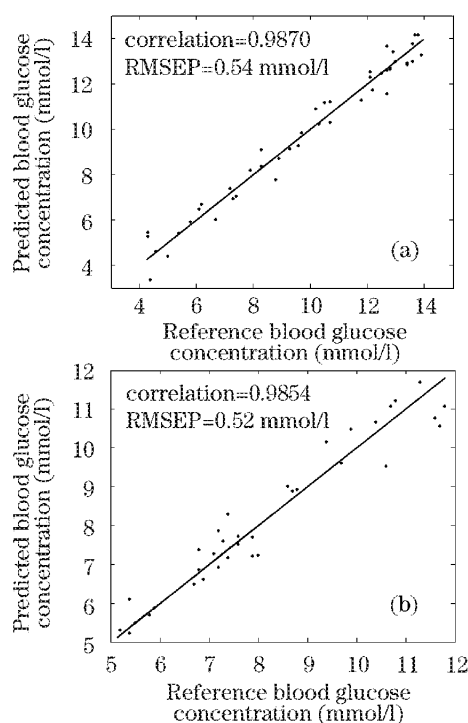 correlation=0.9870
RMSEP=0.54 mmol/l
14
12
10
8
6
4
Predicted blood glucose
concentration (mmol/l)
(a)
4 6 8 10 12 14
Reference blood glucose
concentration (mmol/l)
correlation=0.9854
RMSEP=0.52 mmol/l
12
11
10
9
8
7
6
5
Predicted blood glucose
concentration (mmol/l)
(b)
5 6 7 8 9 10 11 12
Reference blood glucose
concentration (mmol/l)